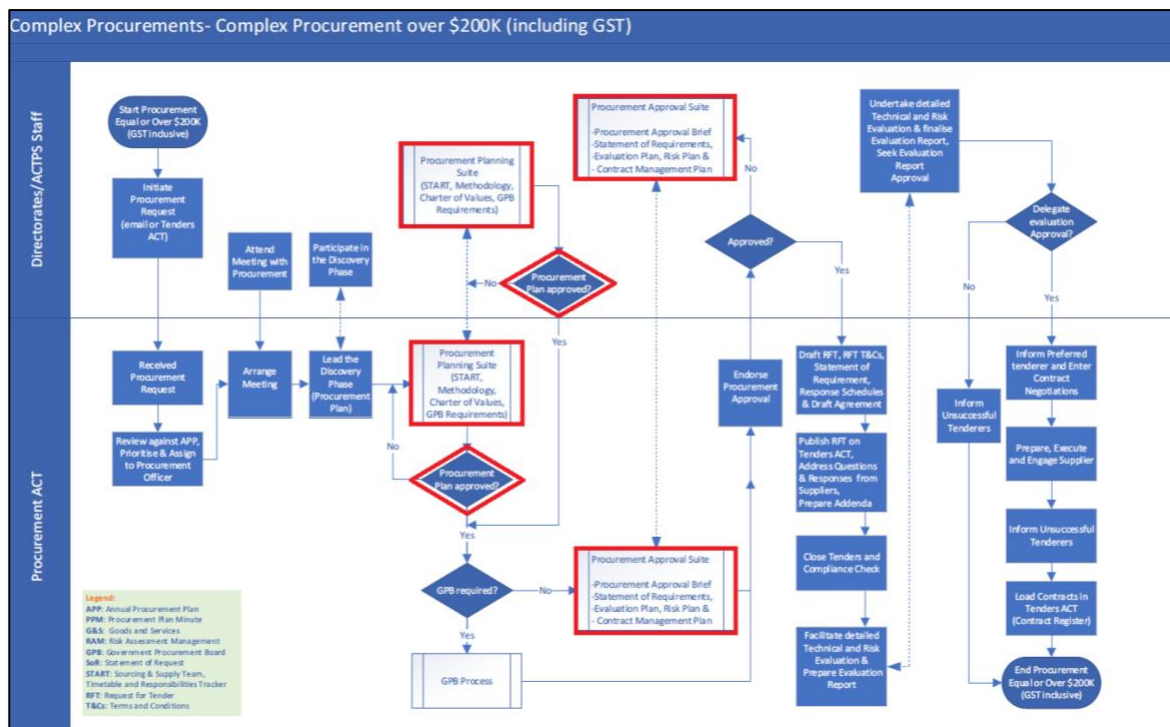 Complex Procurements- Complex Procurement over $200K (including GST)
Directorates/ACTPS Staff
Start Procurement
Equal or Over $200K
(GST inclusive)
Initiate
Procurement
Request
(email or Tenders
ACT)
Attend
Meeting with
Procurement
Participate in
the Discovery
Phase
Procurement Planning
Suite
(START, Methodology,
Charter of Values, GPB
Requirements)
No
Procurement
Plan approved?
Yes
Procurement Approval Suite
-Procurement Approval Brief
-Statement of Requirements,
-Evaluation Plan, Risk Plan &
- Contract Management Plan
No
Approved?
Yes
Undertake detailed
Technical and Risk
Evaluation & finalise
Evaluation Report,
Seek Evaluation
Report
Approval
Delegate
evaluation
Approval?
No
Yes
Procurement ACT
Received
Procurement
Request
Review against APP,
Prioritise & Assign
to Procurement
Officer
Arrange
Meeting
Lead the
Discovery
Phase
(Procurement
Plan)
Procurement
Planning Suite
(START,
Methodology,
Charter of Values,
GPB Requirements)
No
Procurement
Plan approved?
Yes
GPB required?
No
Yes
GPB Process
Procurement Approval Suite
-Procurement Approval Brief
-Statement of Requirements,
-Evaluation Plan, Risk Plan &
- Contract Management Plan
Endorse
Procurement
Approval
Draft RFT, RFT T&Cs,
Statement of
Requirement,
Response Schedules
& Draft Agreement
Publish RFT on
Tenders ACT,
Address Questions
& Responses from
Suppliers,
Prepare Addenda
Close Tenders and
Compliance Check
Facilitate detailed
Technical and Risk
Evaluation &
Prepare Evaluation
Report
Inform
Unsuccessful
Tenderers
Inform Preferred
tenderer and Enter
Contract
Negotiations
Prepare, Execute
and Engage Supplier
Inform Unsuccessful
Tenderers
Load Contracts in
Tenders ACT
(Contract Register)
End Procurement
Equal or Over $200K
(GST inclusive)
Legend:
APP: Annual Procurement Plan
PPM: Procurement Plan Minute
G&S: Goods and Services
RAM: Risk Assessment Management
GPB: Government Procurement Board
SoR: Statement of Request
START: Sourcing & Supply Team,
Timetable and Responsibilities Tracker
RFT: Request for Tender
T&Cs: Terms and Conditions